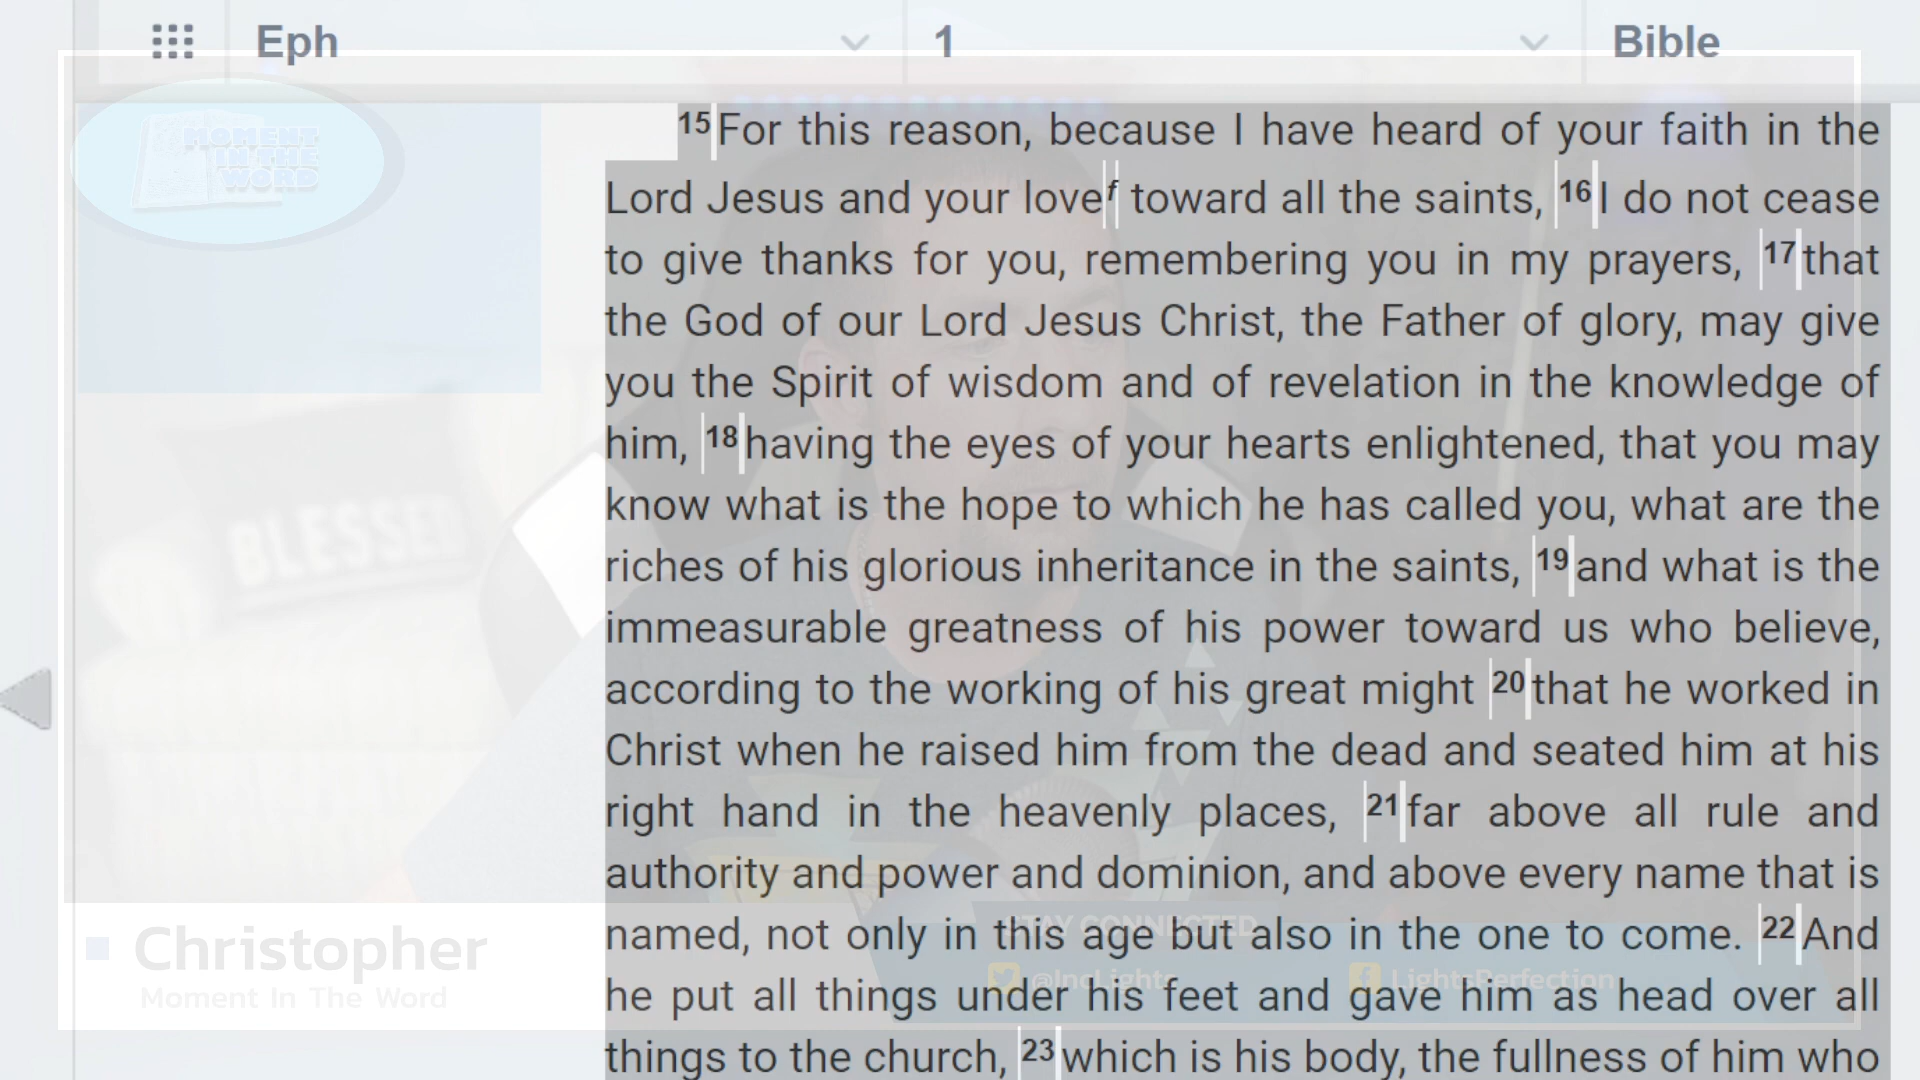 Eph 1 Bible
MOMENT
IN THE
WORD
15For this reason, because I have heard of your faith in the
Lord Jesus and your lovef toward all the saints, 16I do not cease
to give thanks for you, remembering you in my prayers, 17that
the God of our Lord Jesus Christ, the Father of glory, may give
you the Spirit of wisdom and of revelation in the knowledge of
him, 18having the eyes of your hearts enlightened, that you may
know what is the hope to which he has called you, what are the
riches of his glorious inheritance in the saints, 19and what is the
immeasurable greatness of his power toward us who believe,
according to the working of his great might 20that he worked in
Christ when he raised him from the dead and seated him at his
right hand in the heavenly places, 21far above all rule and
authority and power and dominion, and above every name that is
named, not only in this age but also in the one to come. 22And
he put all things under his feet and gave him as head over all
things to the church, 23which is his body, the fullness of him who
BLESSED
Christopher
Moment In The Word
STAY CONNECTED
@IncLights LightsPerfection